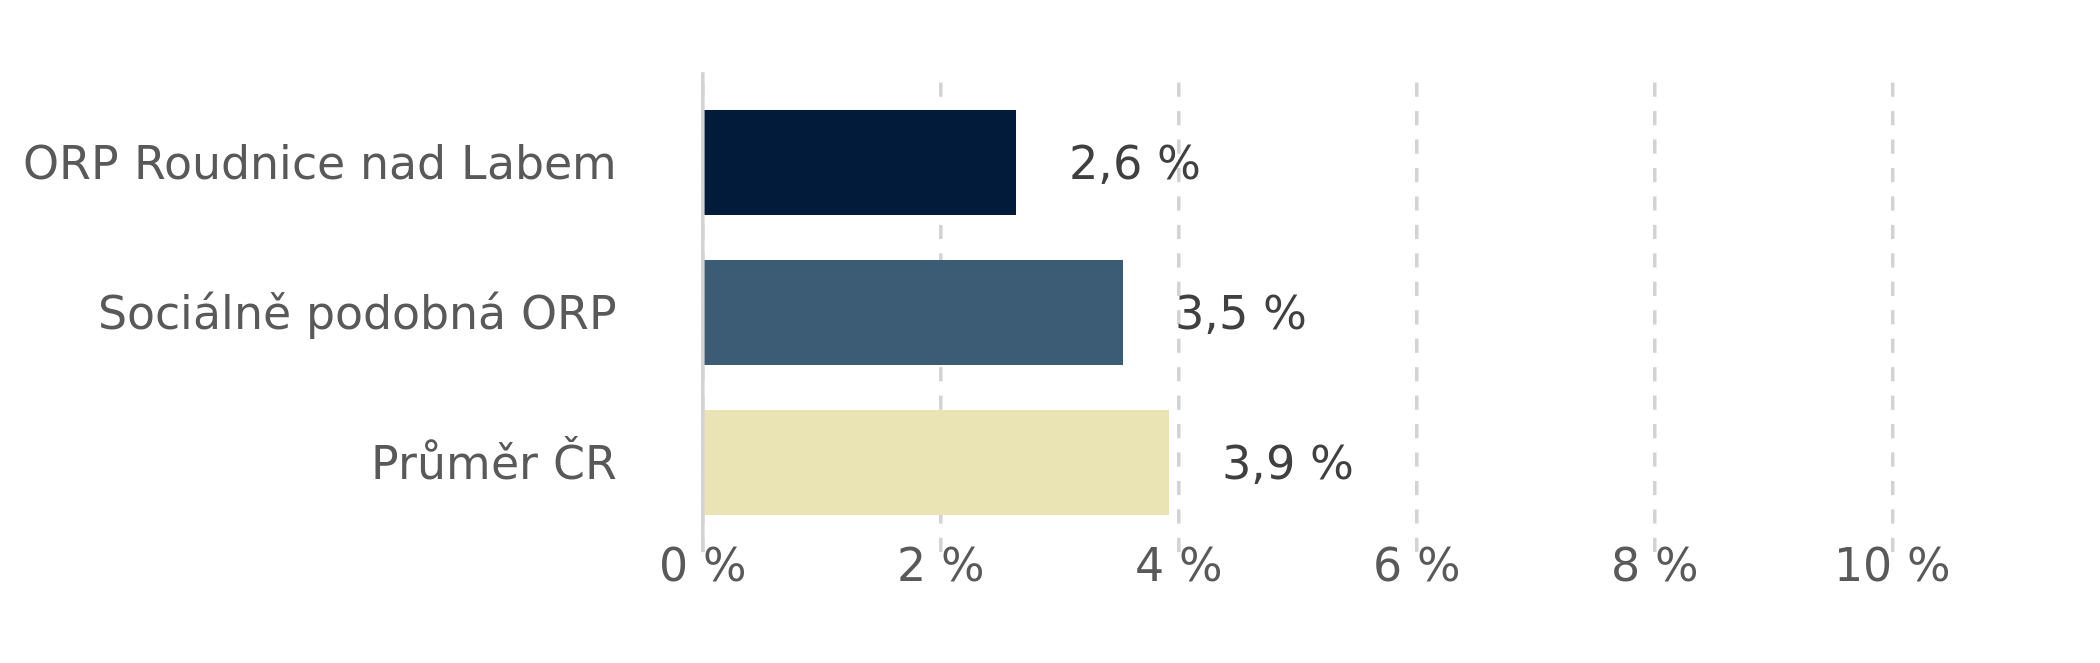 ORP Roudnice nad Labem 2,6 %
Sociálně podobná ORP 3,5 %
Průměr ČR 3,9 %
0 % 2 % 4 % 6 % 8 % 10 %